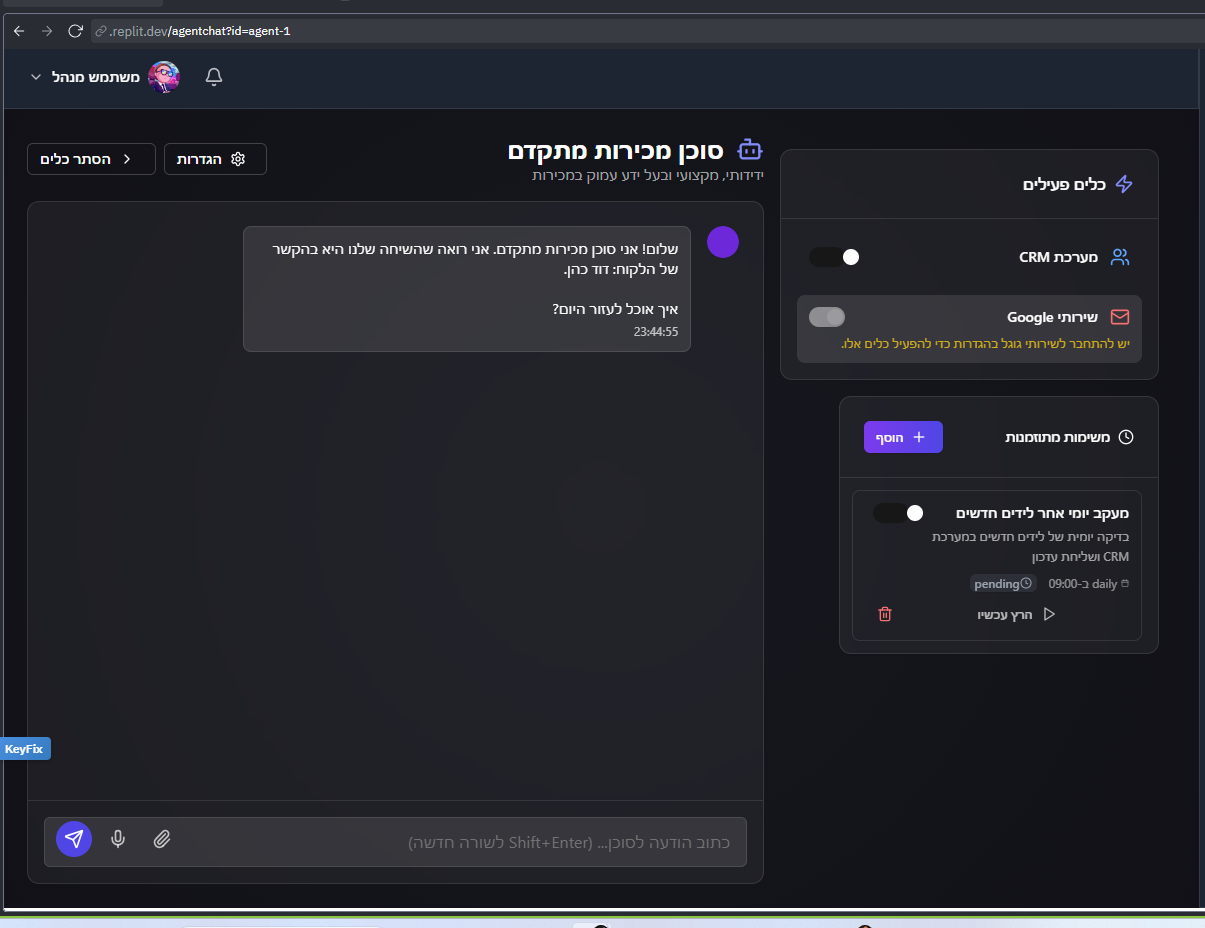 .replit.dev/agentchat?id=agent-1
משתמש מנהל
סוכן מכירות מתקדם
ידידותי, מקצועי ובעל ידע עמוק במכירות
הגדרות
הסתר כלים
כלים פעילים
מערכת CRM
שירותי Google
יש להתחבר לשירותי גוגל בהגדרות כדי להפעיל כלים אלו.
משימות מתוזמנות
הוסף
מעקב יומי אחר לידים חדשים
בדיקה יומית של לידים חדשים במערכת
CRM ושליחת עדכון
daily ב-09:00
pending
הרץ עכשיו
שלום! אני סוכן מכירות מתקדם. אני רואה שהשיחה שלנו היא בהקשר
של הלקוח: דוד כהן.
איך אוכל לעזור היום?
23:44:55
כתוב הודעה לסוכן... (Shift+Enter לשורה חדשה)
KeyFix